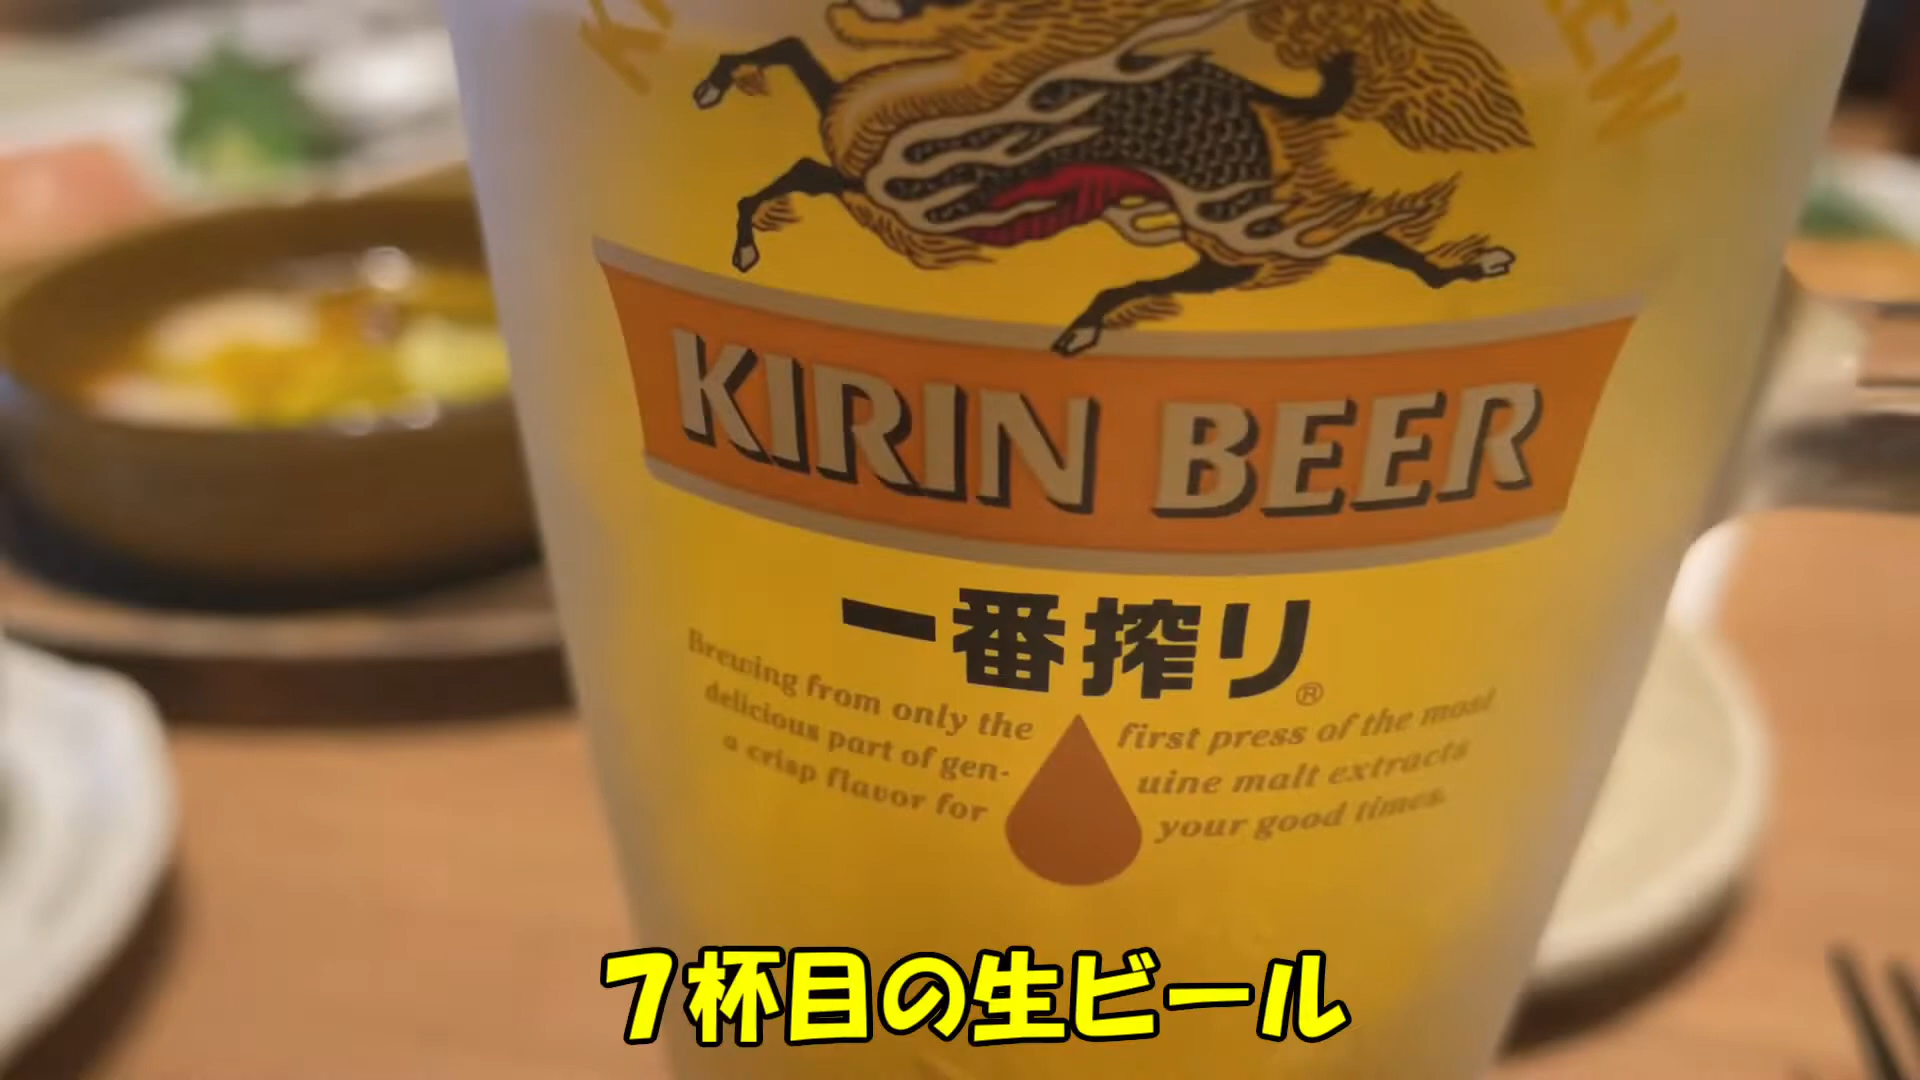 KIRIN BEER
一番搾り®
Brewing from only the first press of the most
delicious part of gen- uine malt extracts
a crisp flavor for your good times.
7杯目の生ビール